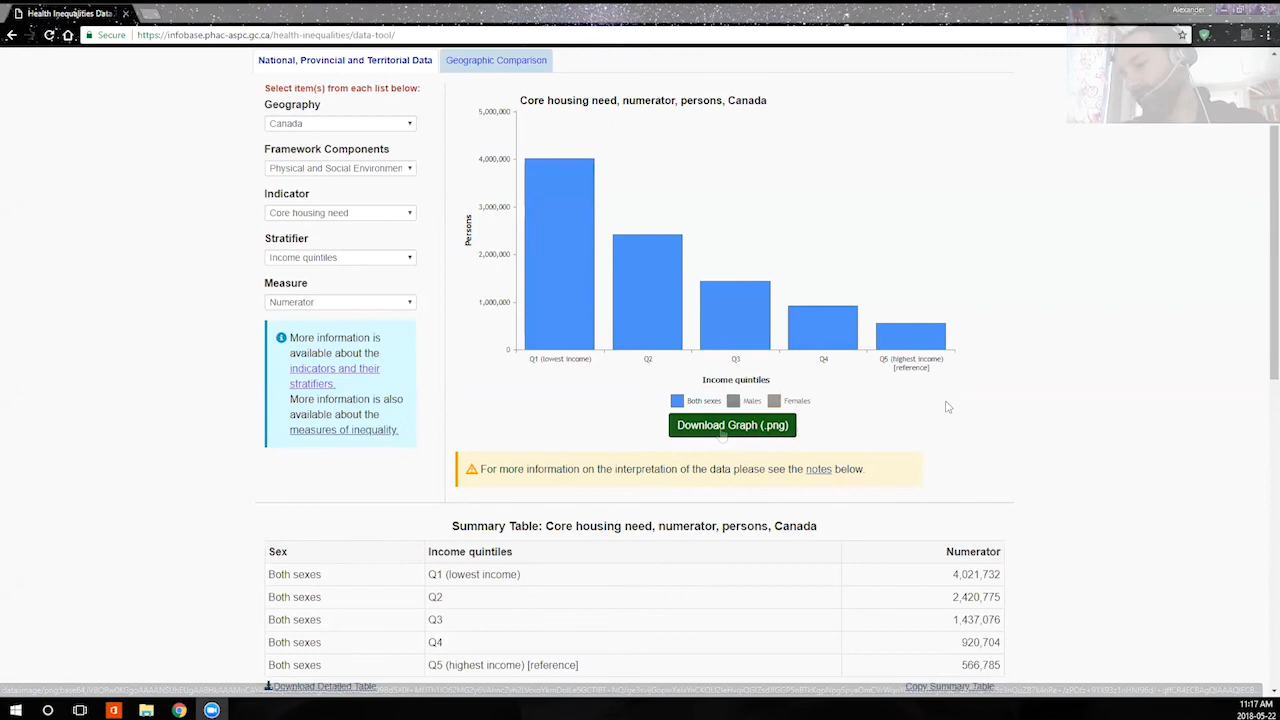 Health Inequalities Data
Alexander
Secure
https://infobase.phac-aspc.gc.ca/health-inequalities/data-tool/
National, Provincial and Territorial Data
Geographic Comparison
Select item(s) from each list below:
Geography
Canada
Framework Components
Physical and Social Environmen
Indicator
Core housing need
Stratifier
Income quintiles
Measure
Numerator
More information is
available about the
indicators and their
stratifiers.
More information is also
available about the
measures of inequality.
Core housing need, numerator, persons, Canada
5,000,000
4,000,000
3,000,000
2,000,000
1,000,000
0
Persons
Q1 (lowest income)
Q2
Q3
Q4
Q5 (highest income)
[reference]
Income quintiles
Both sexes
Males
Females
Download Graph (.png)
For more information on the interpretation of the data please see the notes below.
Summary Table: Core housing need, numerator, persons, Canada
Sex Income quintiles Numerator
Both sexes Q1 (lowest income) 4,021,732
Both sexes Q2 2,420,775
Both sexes Q3 1,437,076
Both sexes Q4 920,704
Both sexes Q5 (highest income) [reference] 566,785
Download Detailed Table
Copy Summary Table
11:17 AM
2018-05-22